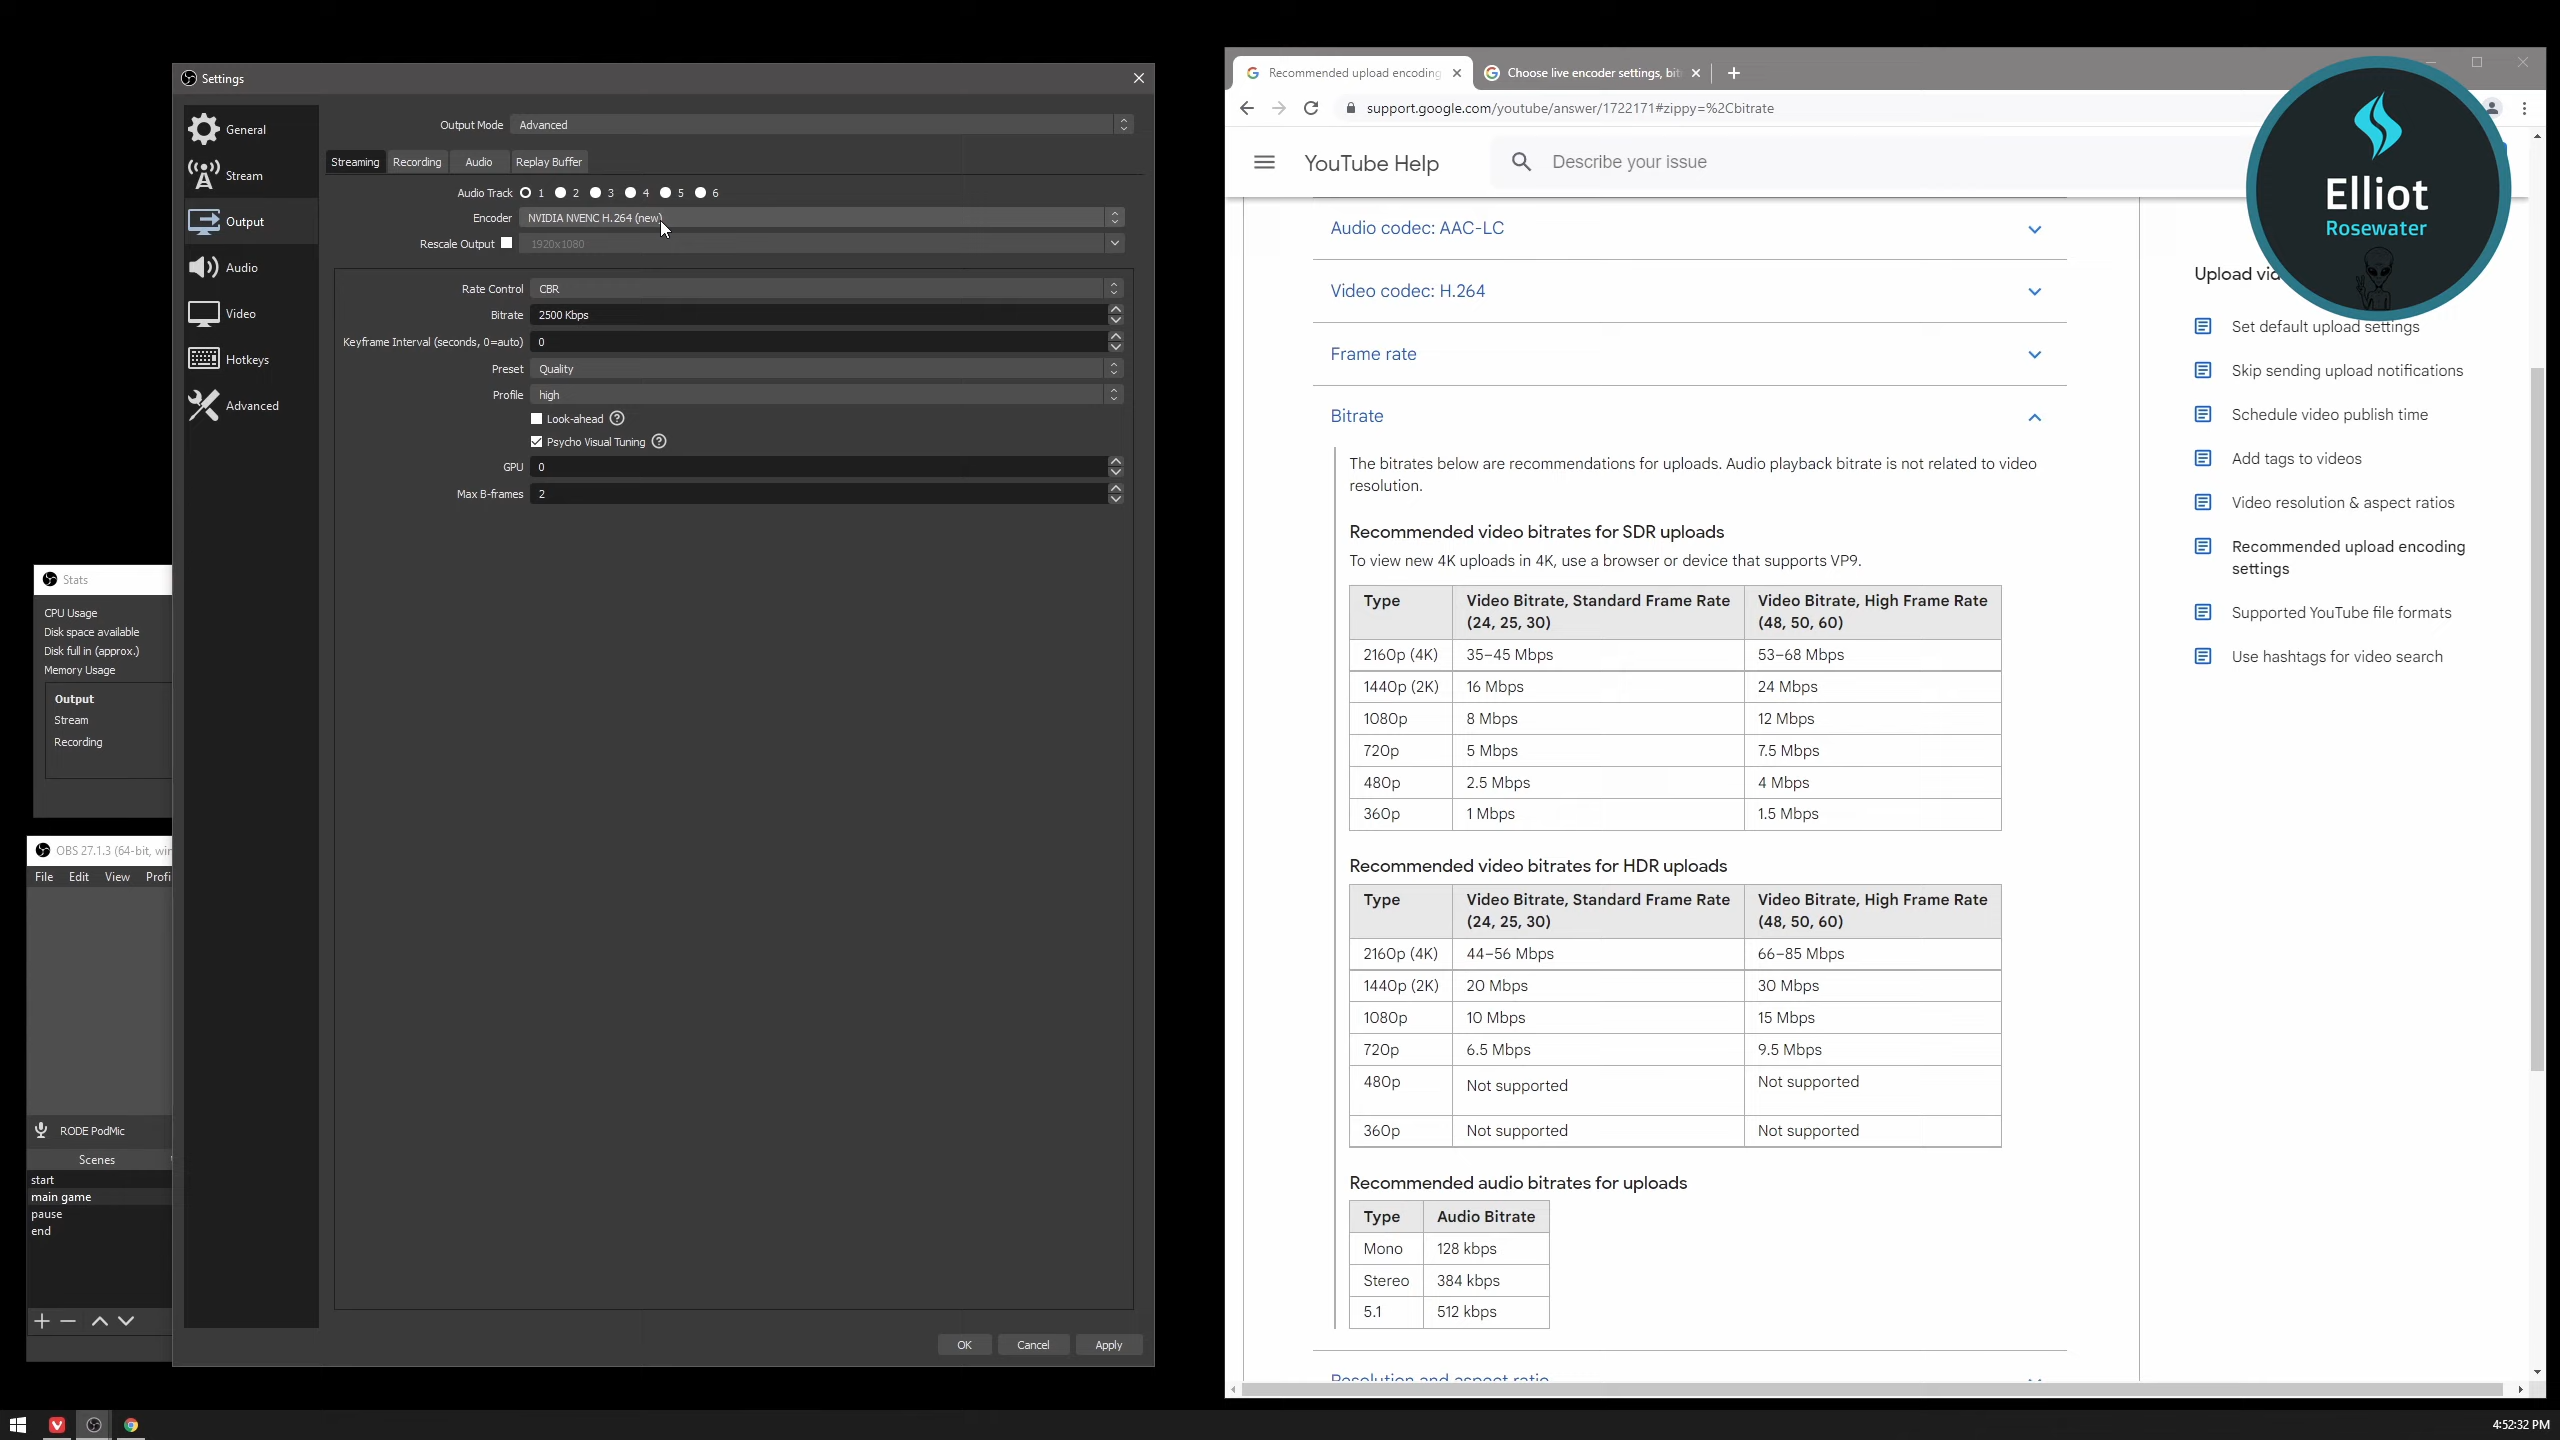 Settings
General
Stream
Output
Audio
Video
Hotkeys
Advanced
Output Mode Advanced
Streaming Recording Audio Replay Buffer
Audio Track 1 2 3 4 5 6
Encoder NVIDIA NVENC H.264 (new)
Rescale Output 1920x1080
Rate Control CBR
Bitrate 2500 Kbps
Keyframe Interval (seconds, 0=auto) 0
Preset Quality
Profile high
Look-ahead
Psycho Visual Tuning
GPU 0
Max B-frames 2
OK Cancel Apply
Stats
CPU Usage
Disk space available
Disk full in (approx.)
Memory Usage
Output
Stream
Recording
OBS 27.1.3 (64-bit, wi
File Edit View Profi
RODE PodMic
Scenes
start
main game
pause
end
Recommended upload encoding
Choose live encoder settings, bit
support.google.com/youtube/answer/1722171#zippy=%2Cbitrate
YouTube Help
Describe your issue
Elliot
Rosewater
Audio codec: AAC-LC
Video codec: H.264
Frame rate
Bitrate
The bitrates below are recommendations for uploads. Audio playback bitrate is not related to video
resolution.
Recommended video bitrates for SDR uploads
To view new 4K uploads in 4K, use a browser or device that supports VP9.
Type Video Bitrate, Standard Frame Rate Video Bitrate, High Frame Rate
(24, 25, 30) (48, 50, 60)
2160p (4K) 35–45 Mbps 53–68 Mbps
1440p (2K) 16 Mbps 24 Mbps
1080p 8 Mbps 12 Mbps
720p 5 Mbps 7.5 Mbps
480p 2.5 Mbps 4 Mbps
360p 1 Mbps 1.5 Mbps
Recommended video bitrates for HDR uploads
Type Video Bitrate, Standard Frame Rate Video Bitrate, High Frame Rate
(24, 25, 30) (48, 50, 60)
2160p (4K) 44–56 Mbps 66–85 Mbps
1440p (2K) 20 Mbps 30 Mbps
1080p 10 Mbps 15 Mbps
720p 6.5 Mbps 9.5 Mbps
480p Not supported Not supported
360p Not supported Not supported
Recommended audio bitrates for uploads
Type Audio Bitrate
Mono 128 kbps
Stereo 384 kbps
5.1 512 kbps
Resolution and aspect ratio
Upload vi
Set default upload settings
Skip sending upload notifications
Schedule video publish time
Add tags to videos
Video resolution & aspect ratios
Recommended upload encoding
settings
Supported YouTube file formats
Use hashtags for video search
4:52:32 PM